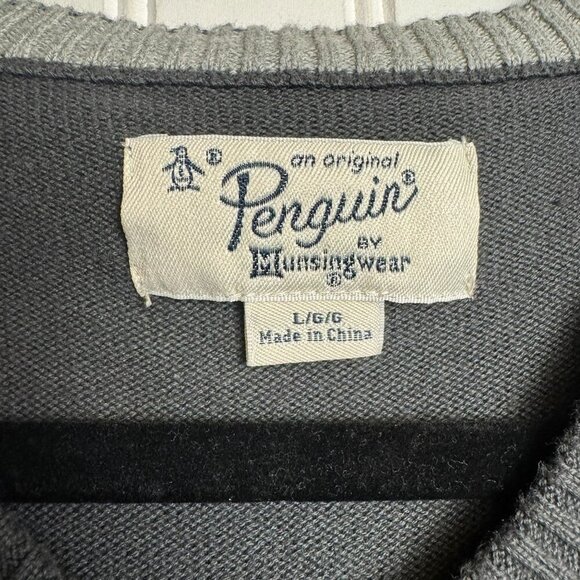 ®
an original
Penguin®
BY
Munsingwear
®
L/G/G
Made in China